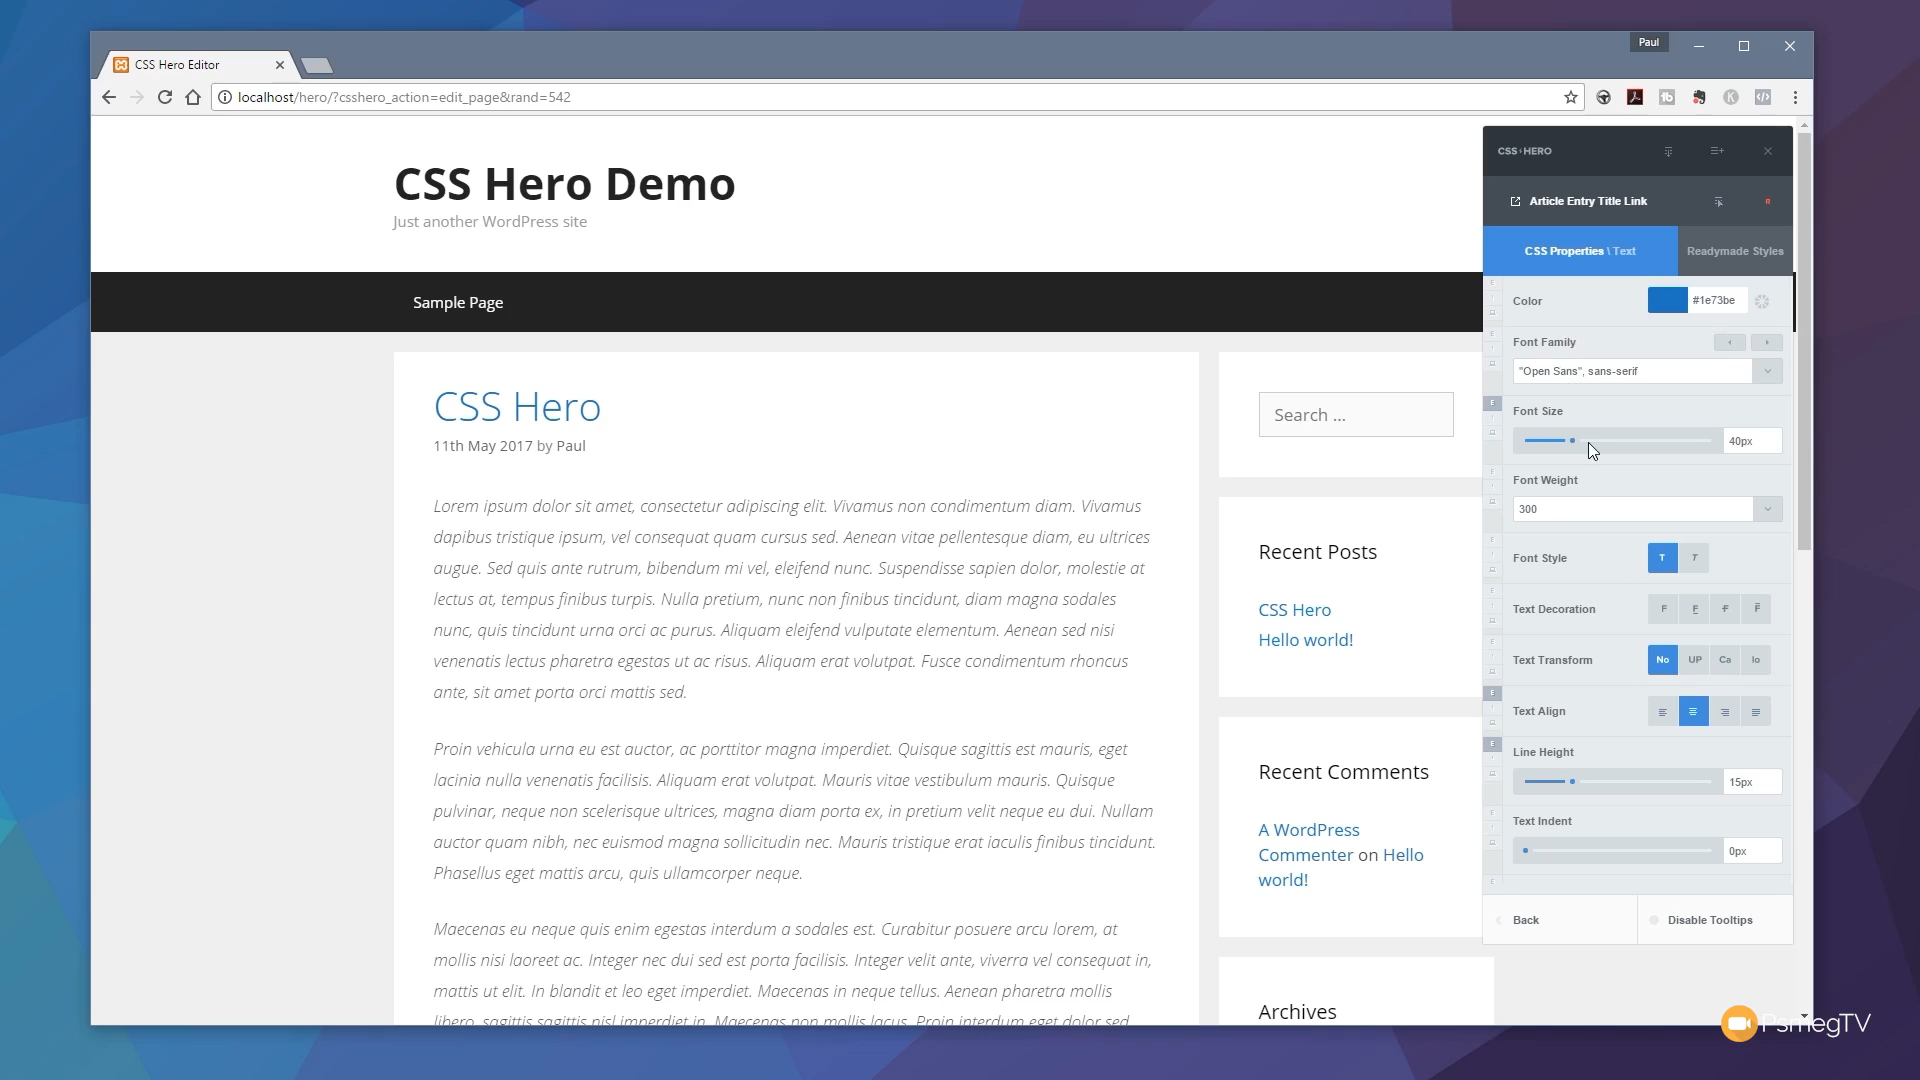 Paul
CSS Hero Editor
localhost/hero/?csshero_action=edit_page&rand=542
CSS Hero Demo
Just another WordPress site
Sample Page
CSS Hero
11th May 2017 by Paul
Lorem ipsum dolor sit amet, consectetur adipiscing elit. Vivamus non condimentum diam. Vivamus
dapibus tristique ipsum, vel consequat quam cursus sed. Aenean vitae pellentesque diam, eu ultrices
augue. Sed quis ante rutrum, bibendum mi vel, eleifend nunc. Suspendisse sapien dolor, molestie at
lectus at, tempus finibus turpis. Nulla pretium, nunc non finibus tincidunt, diam magna sodales
nunc, quis tincidunt urna orci ac purus. Aliquam eleifend vulputate elementum. Aenean sed nisi
venenatis lectus pharetra egestas ut ac risus. Aliquam erat volutpat. Fusce condimentum rhoncus
ante, sit amet porta orci mattis sed.
Proin vehicula urna eu est auctor, ac porttitor magna imperdiet. Quisque sagittis est mauris, eget
lacinia nulla venenatis facilisis. Aliquam erat volutpat. Mauris vitae vestibulum mauris. Quisque
pulvinar, neque non scelerisque ultrices, magna diam porta ex, in pretium velit neque eu dui. Nullam
auctor quam nibh, nec euismod magna sollicitudin nec. Mauris tristique erat iaculis finibus tincidunt.
Phasellus eget mattis arcu, quis ullamcorper neque.
Maecenas eu neque quis enim egestas interdum a sodales est. Curabitur posuere arcu lorem, at
mollis nisi laoreet ac. Integer nec dui sed est porta facilisis. Integer velit ante, viverra vel consequat in,
mattis ut elit. In blandit et leo eget imperdiet. Maecenas in neque tellus. Aenean pharetra mollis
libero, sagittis sagittis nisl imperdiet in. Maecenas non mollis lacus. Proin interdum eget dolor sed
Search ...
Recent Posts
CSS Hero
Hello world!
Recent Comments
A WordPress
Commenter on Hello
world!
Archives
CSS HERO
Article Entry Title Link
CSS Properties \ Text
Readymade Styles
Color
#1e73be
Font Family
"Open Sans", sans-serif
Font Size
40px
Font Weight
300
Font Style
T T
Text Decoration
F F F F
Text Transform
No UP Ca lo
Text Align
Line Height
15px
Text Indent
0px
Back
Disable Tooltips
PsmegTV